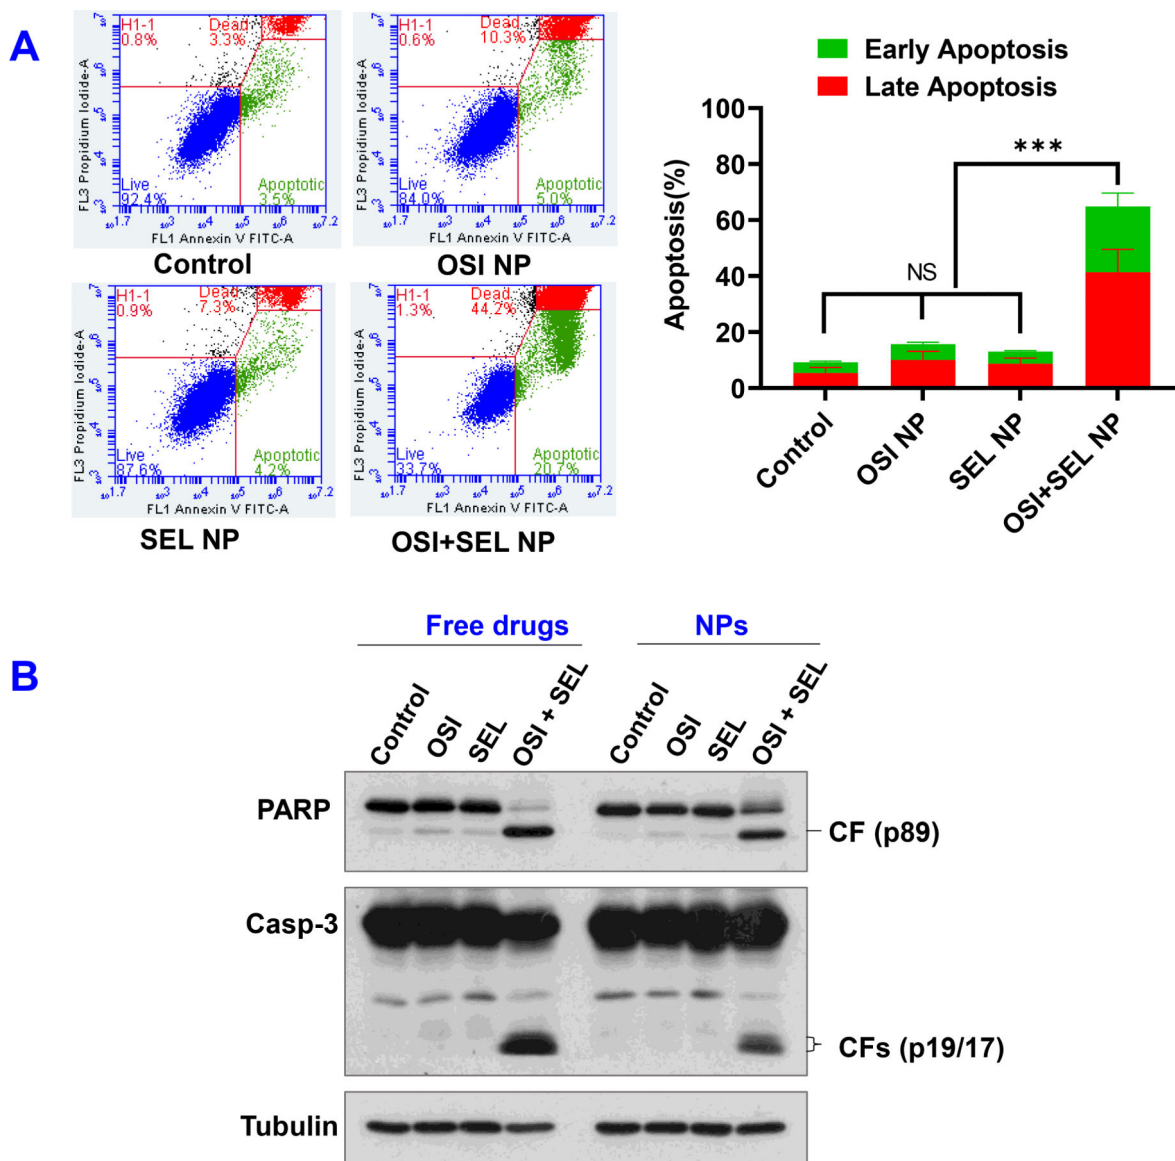 A
H1-1
0.8%
Dead
3.3%
Live
92.4%
Apoptotic
3.5%
FL3 Propidium Iodide-A
FL1 Annexin V FITC-A
Control
H1-1
0.6%
Dead
10.3%
Live
84.0%
Apoptotic
5.0%
FL3 Propidium Iodide-A
FL1 Annexin V FITC-A
OSI NP
H1-1
0.9%
Dead
7.3%
Live
87.6%
Apoptotic
4.2%
FL3 Propidium Iodide-A
FL1 Annexin V FITC-A
SEL NP
H1-1
1.3%
Dead
44.2%
Live
33.7%
Apoptotic
20.7%
FL3 Propidium Iodide-A
FL1 Annexin V FITC-A
OSI+SEL NP
Early Apoptosis
Late Apoptosis
Apoptosis(%)
100
80
60
40
20
0
NS
***
Control
OSI NP
SEL NP
OSI+SEL NP
B
Free drugs NPs
Control OSI SEL OSI + SEL Control OSI SEL OSI + SEL
PARP
CF (p89)
Casp-3
CFs (p19/17)
Tubulin